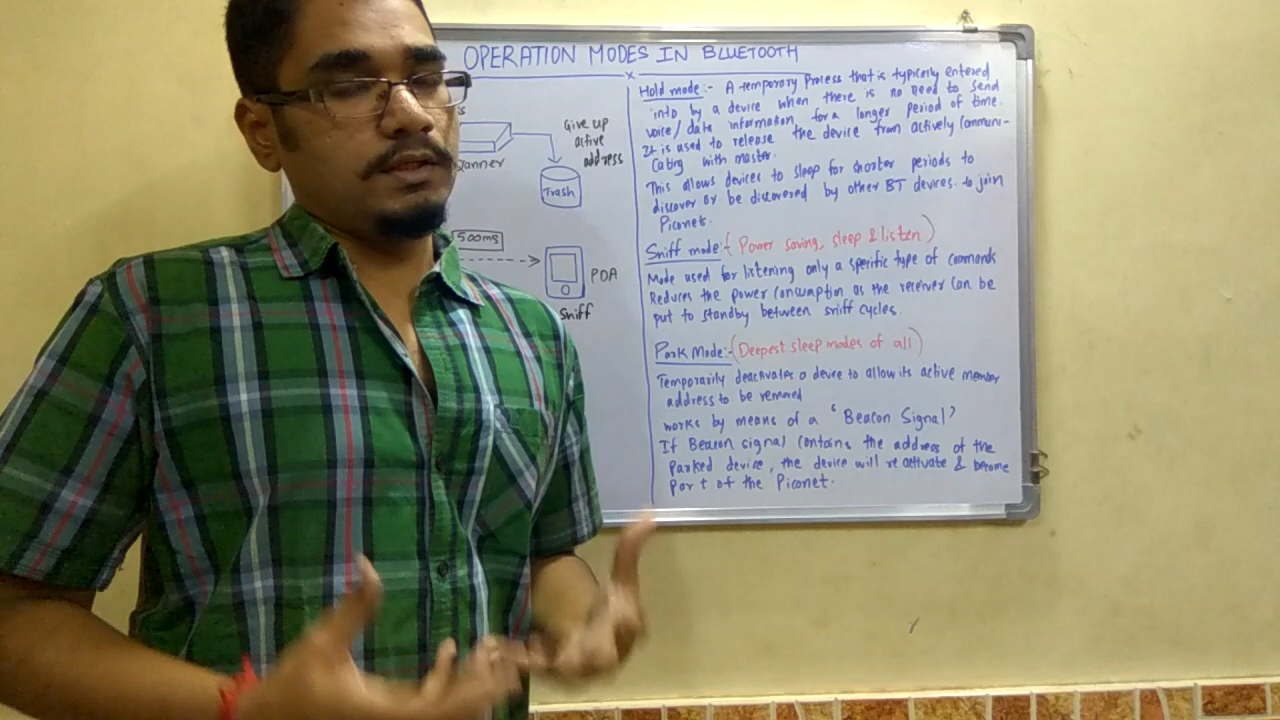 OPERATION MODES IN BLUETOOTH
Give up
active
address
Trash
500ms
PDA
Sniff
Hold mode:- A temporary Process that is typically entered
into by a device when there is no need to send
voice/data information, for a longer period of time.
It is used to release the device from actively Communi-
cating with master.
This allows devices to sleep for shorter periods to
discover or be discovered by other BT devices. to join
Piconets.
Sniff mode:- (Power saving, sleep & listen)
Mode used for listening only a specific type of commands
Reduces the power consumption as the receiver can be
put to standby between sniff cycles.
Park Mode:- (Deepest sleep modes of all)
Temporarily deactivates a device to allow its active member
address to be removed
works by means of a 'Beacon Signal'
If Beacon signal contains the address of the
parked device, the device will re activate & become
part of the Piconet.